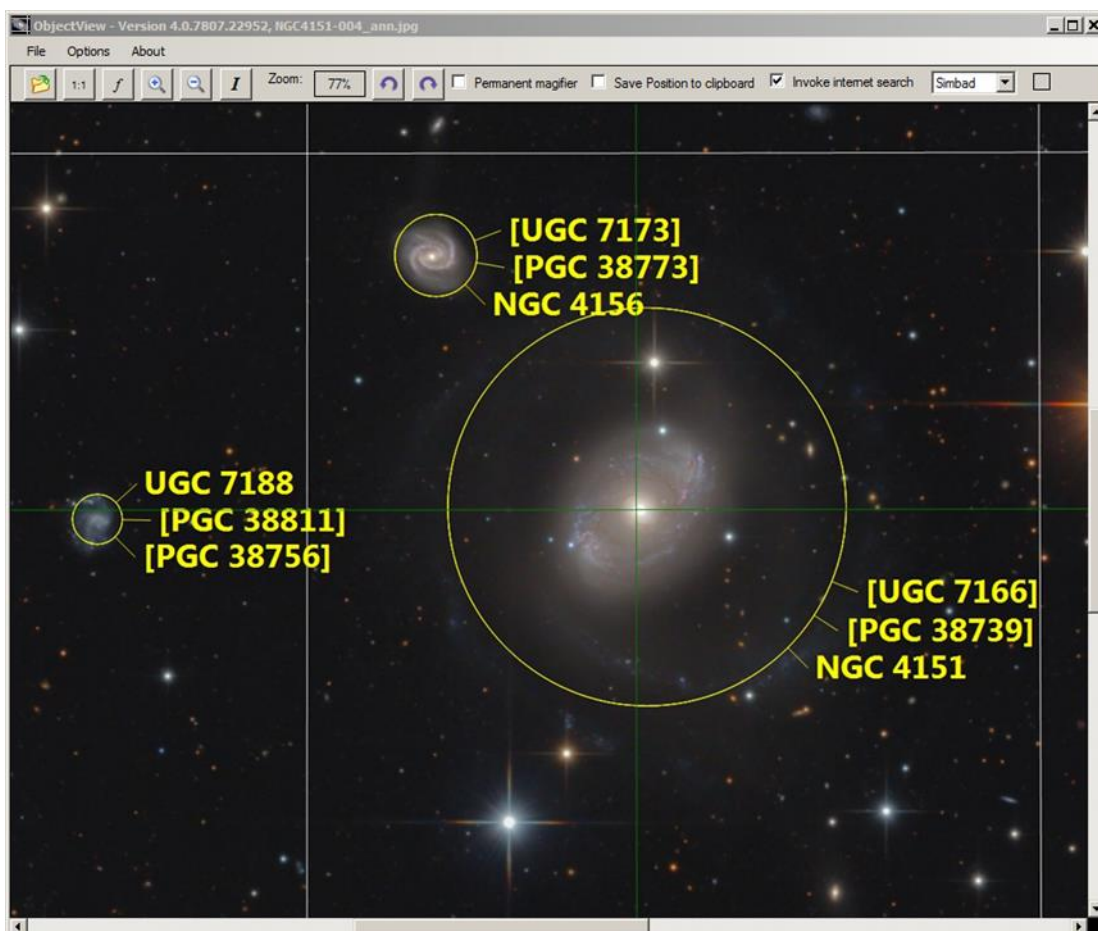 ObjectView - Version 4.0.7807.22952, NGC4151-004_ann.jpg
File Options About
1:1 f I Zoom: 77% Permanent magifier Save Position to clipboard Invoke internet search Simbad
[UGC 7173]
[PGC 38773]
NGC 4156
UGC 7188
[PGC 38811]
[PGC 38756]
[UGC 7166]
[PGC 38739]
NGC 4151